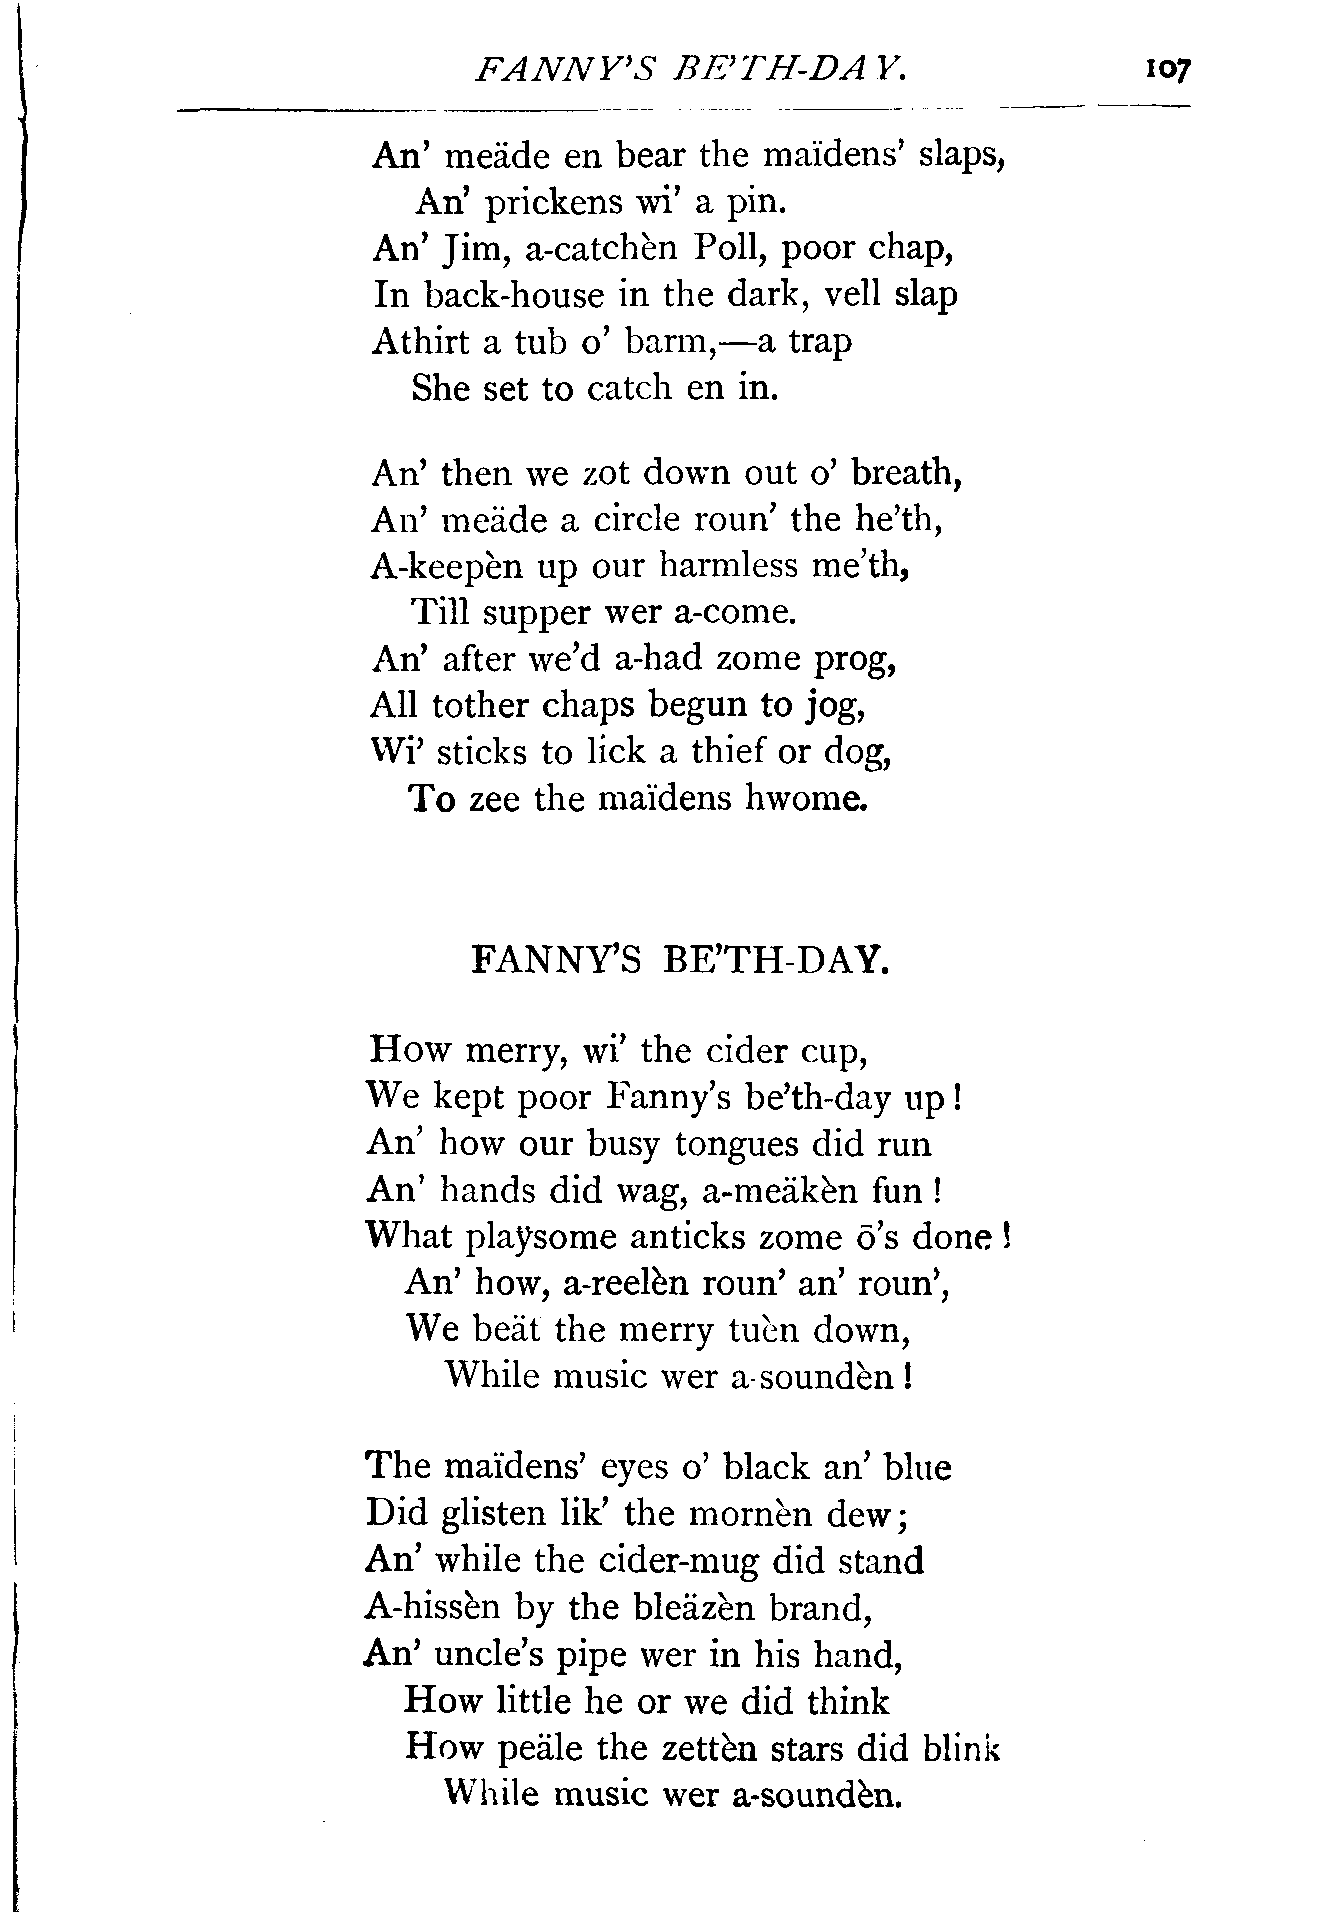 FANNY'S BE'TH-DAY. 107
An' meäde en bear the maïdens' slaps,
An' prickens wi' a pin.
An' Jim, a-catchèn Poll, poor chap,
In back-house in the dark, vell slap
Athirt a tub o' barm,—a trap
She set to catch en in.
An' then we zot down out o' breath,
An' meäde a circle roun' the he'th,
A-keepèn up our harmless me'th,
Till supper wer a-come.
An' after we'd a-had zome prog,
All tother chaps begun to jog,
Wi' sticks to lick a thief or dog,
To zee the maïdens hwome.
FANNY'S BE'TH-DAY.
How merry, wi' the cider cup,
We kept poor Fanny's be'th-day up!
An' how our busy tongues did run
An' hands did wag, a-meäkèn fun!
What plaÿsome anticks zome ō's done!
An' how, a-reelèn roun' an' roun',
We beät the merry tuèn down,
While music wer a-soundèn!
The maïdens' eyes o' black an' blue
Did glisten lik' the mornèn dew;
An' while the cider-mug did stand
A-hissèn by the bleäzèn brand,
An' uncle's pipe wer in his hand,
How little he or we did think
How peäle the zettèn stars did blink
While music wer a-soundèn.